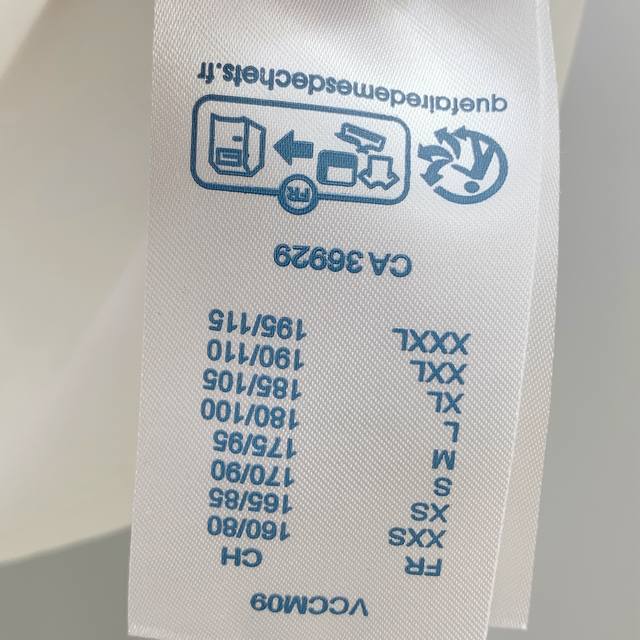 VCCM09
FR CH
XXS 160/80
XS 165/85
S 170/90
M 175/95
L 180/100
XL 185/105
XXL 190/110
XXXL 195/115
CA 36929
FR
quefairedemesdechets.fr